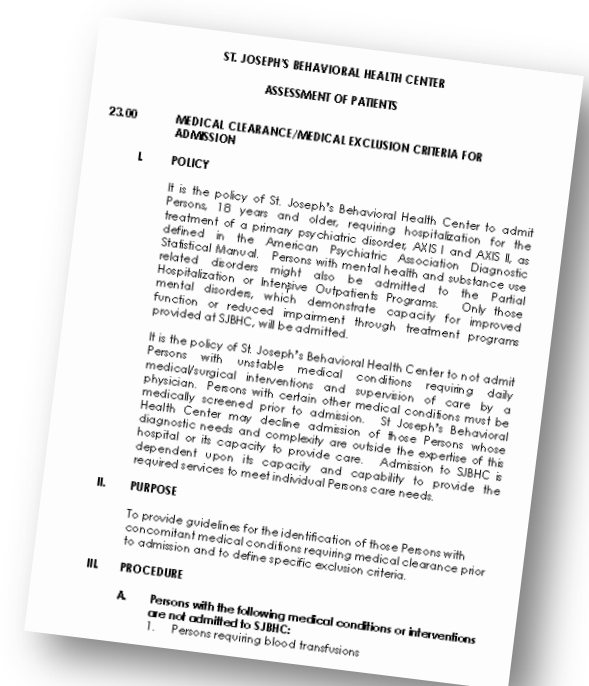 ST. JOSEPH'S BEHAVIORAL HEALTH CENTER
ASSESSMENT OF PATIENTS
23.00 MEDICAL CLEARANCE/MEDICAL EXCLUSION CRITERIA FOR
ADMISSION
I. POLICY
It is the policy of St. Joseph's Behavioral Health Center to admit
Persons, 18 years and older, requiring hospitalization for the
treatment of a primary psychiatric disorder, AXIS I and AXIS II, as
defined in the American Psychiatric Association Diagnostic
Statistical Manual. Persons with mental health and substance use
related disorders might also be admitted to the Partial
Hospitalization or Intensive Outpatients Programs. Only those
mental disorders, which demonstrate capacity for improved
function or reduced impairment through treatment programs
provided at SJBHC, will be admitted.
It is the policy of St. Joseph's Behavioral Health Center to not admit
Persons with unstable medical conditions requiring daily
medical/surgical interventions and supervision of care by a
physician. Persons with certain other medical conditions must be
medically screened prior to admission. St Joseph's Behavioral
Health Center may decline admission of those Persons whose
diagnostic needs and complexity are outside the expertise of this
hospital or its capacity to provide care. Admission to SJBHC is
dependent upon its capacity and capability to provide the
required services to meet individual Persons care needs.
II. PURPOSE
To provide guidelines for the identification of those Persons with
concomitant medical conditions requiring medical clearance prior
to admission and to define specific exclusion criteria.
III. PROCEDURE
A. Persons with the following medical conditions or interventions
are not admitted to SJBHC:
1. Persons requiring blood transfusions